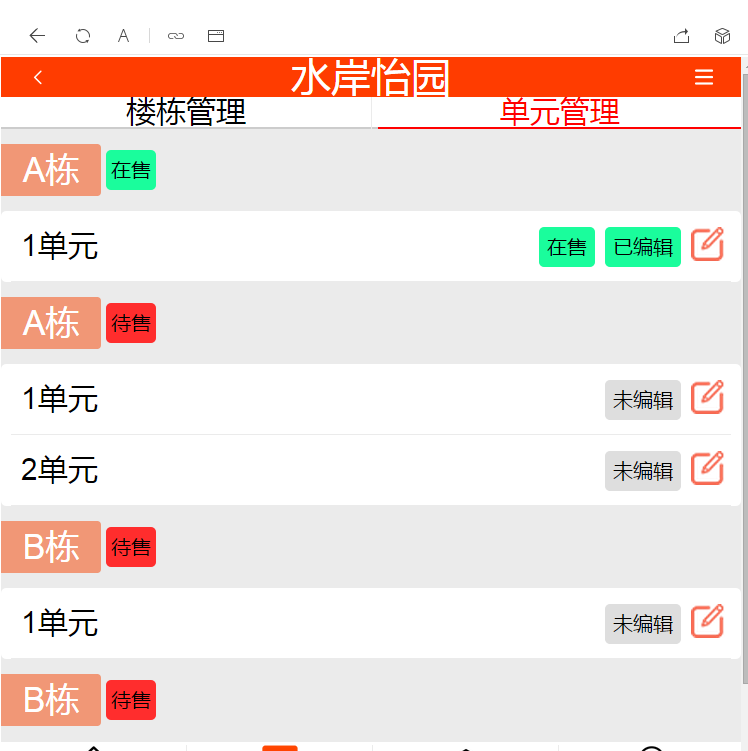 A
水岸怡园
楼栋管理 单元管理
A栋 在售
1单元 在售 已编辑
A栋 待售
1单元 未编辑
2单元 未编辑
B栋 待售
1单元 未编辑
B栋 待售